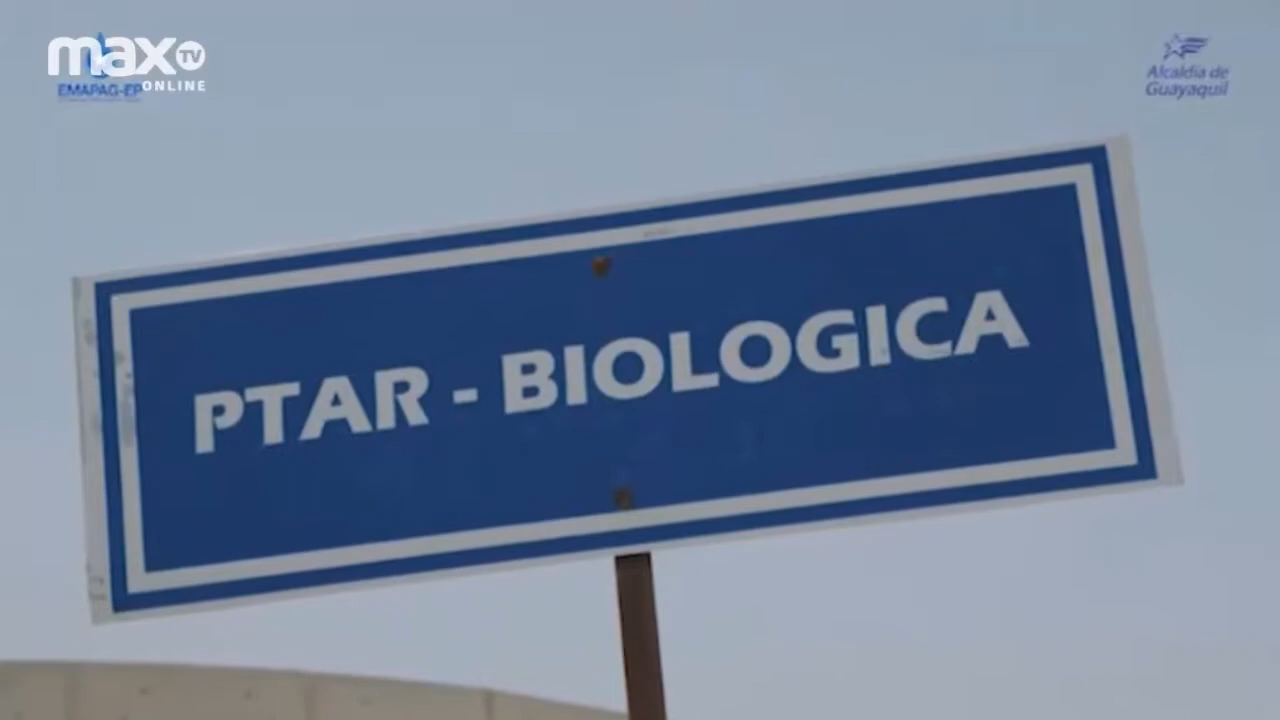 max TV
ONLINE
EMAPAG-EP
Alcaldía de
Guayaquil
PTAR - BIOLOGICA